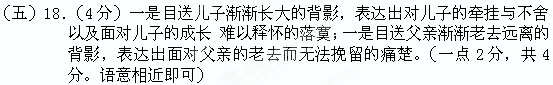 (五) 18.（4分）一是目送儿子渐渐长大的背影，表达出对儿子的牵挂与不舍
以及面对儿子的成长 难以释怀的落寞；一是目送父亲渐渐老去远离的
背影，表达出面对父亲的老去而无法挽留的痛楚。（一点2分，共4
分。语意相近即可）